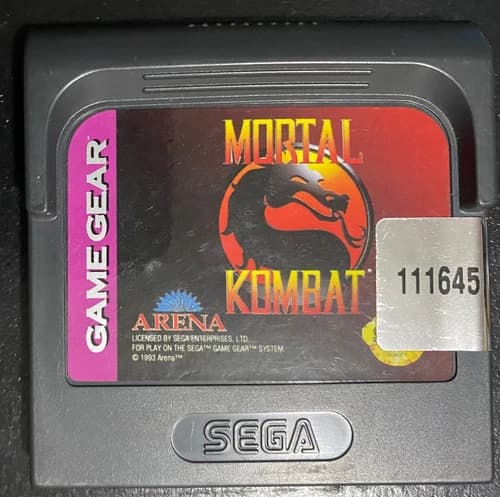 GAME GEAR
MORTAL
KOMBAT
111645
ARENA
LICENSED BY SEGA ENTERPRISES, LTD.
FOR PLAY ON THE SEGA™ GAME GEAR™ SYSTEM.
© 1993 Arena™
SEGA